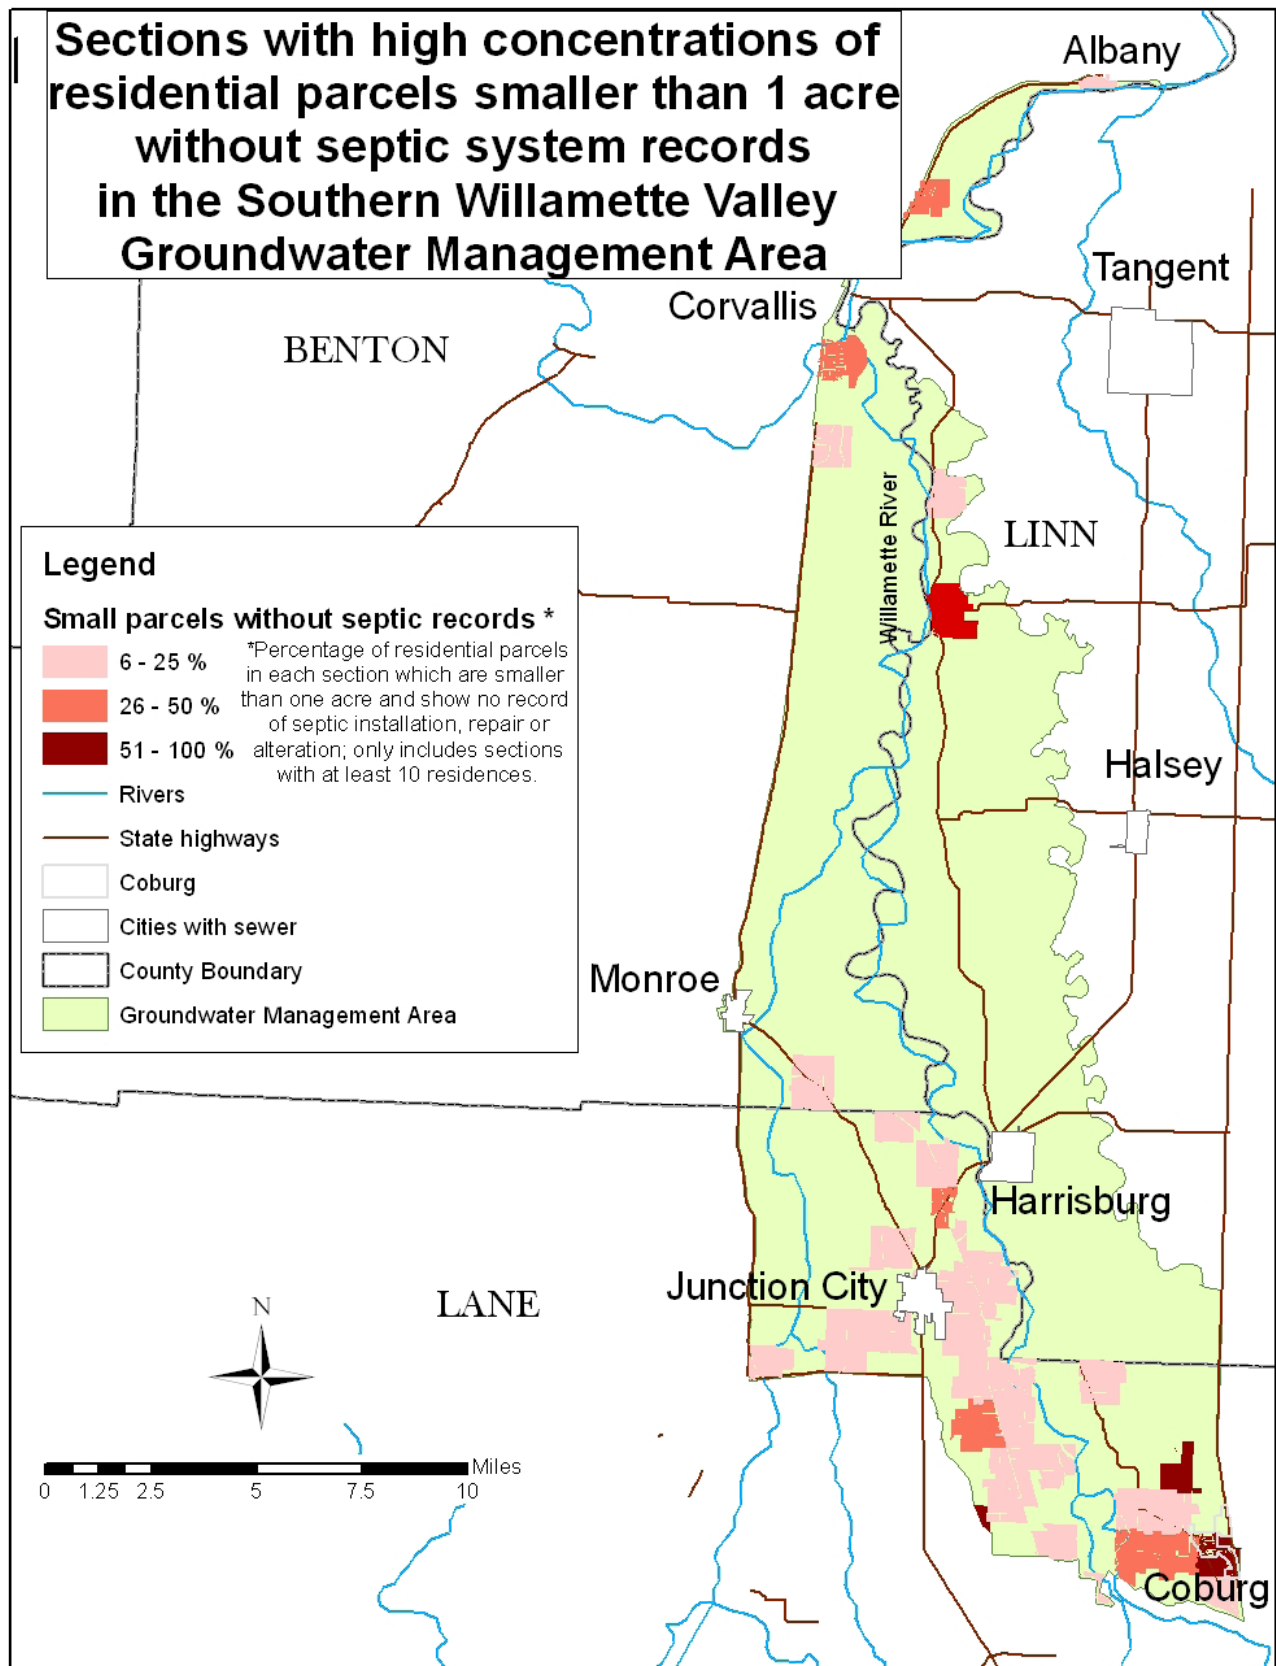 Sections with high concentrations of
residential parcels smaller than 1 acre
without septic system records
in the Southern Willamette Valley
Groundwater Management Area
Albany
Tangent
Corvallis
BENTON
Willamette River
LINN
Legend
Small parcels without septic records *
6 - 25 %
26 - 50 %
51 - 100 %
*Percentage of residential parcels
in each section which are smaller
than one acre and show no record
of septic installation, repair or
alteration; only includes sections
with at least 10 residences.
Rivers
State highways
Coburg
Cities with sewer
County Boundary
Groundwater Management Area
Halsey
Monroe
Harrisburg
Junction City
LANE
N
Miles
0 1.25 2.5 5 7.5 10
Coburg